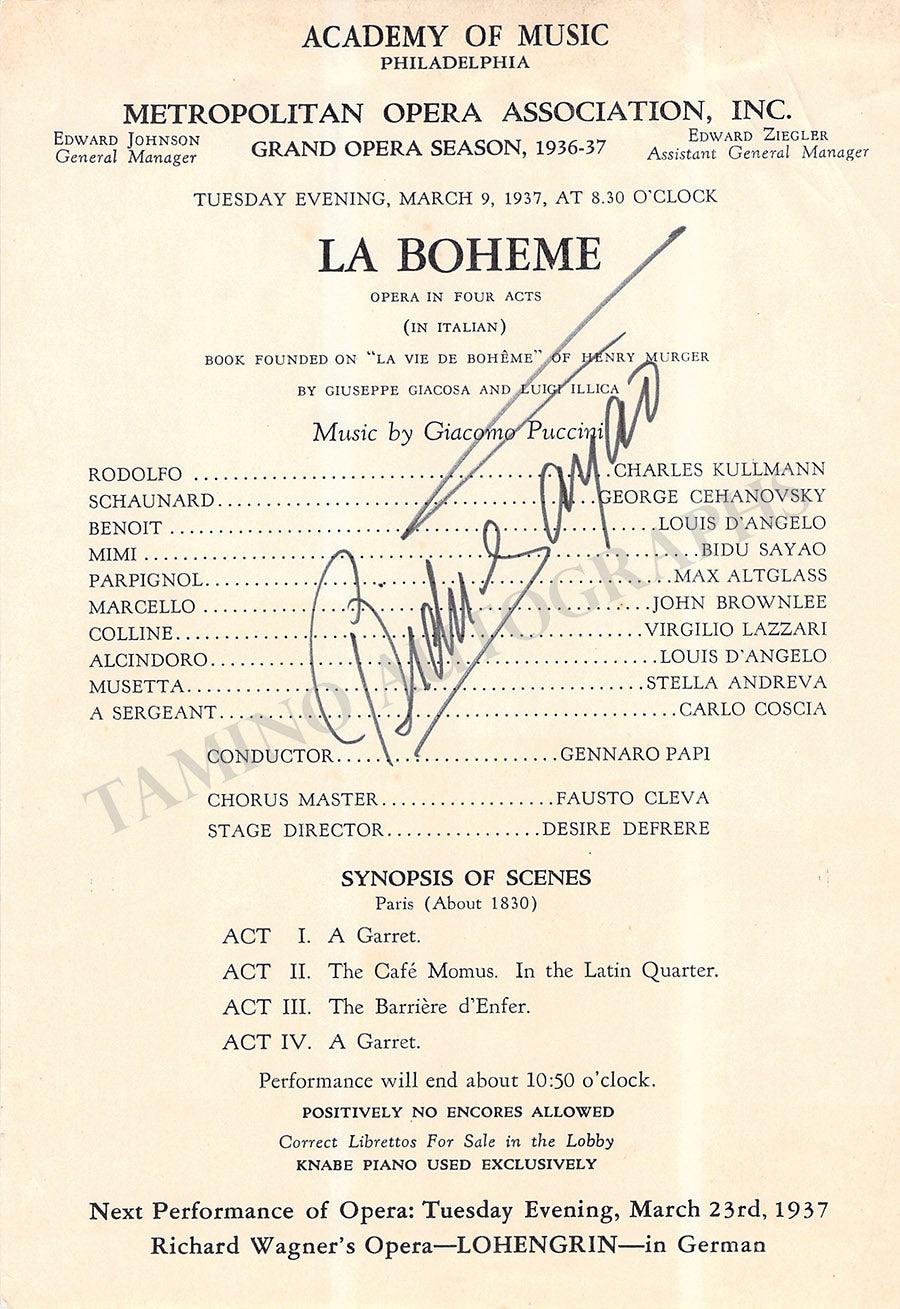 ACADEMY OF MUSIC
PHILADELPHIA
METROPOLITAN OPERA ASSOCIATION, INC.
EDWARD JOHNSON
General Manager
GRAND OPERA SEASON, 1936-37
EDWARD ZIEGLER
Assistant General Manager
TUESDAY EVENING, MARCH 9, 1937, AT 8.30 O'CLOCK
LA BOHEME
OPERA IN FOUR ACTS
(IN ITALIAN)
BOOK FOUNDED ON "LA VIE DE BOHÊME" OF HENRY MURGER
BY GIUSEPPE GIACOSA AND LUIGI ILLICA
Music by Giacomo Puccini
RODOLFO ........ CHARLES KULLMANN
SCHAUNARD ........ GEORGE CEHANOVSKY
BENOIT ........ LOUIS D'ANGELO
MIMI ........ BIDU SAYAO
PARPIGNOL ........ MAX ALTGLASS
MARCELLO ........ JOHN BROWNLEE
COLLINE ........ VIRGILIO LAZZARI
ALCINDORO ........ LOUIS D'ANGELO
MUSETTA ........ STELLA ANDREVA
A SERGEANT ........ CARLO COSCIA
Bidu Sayao
TAMINO AUTOGRAPHS
CONDUCTOR ........ GENNARO PAPI
CHORUS MASTER ........ FAUSTO CLEVA
STAGE DIRECTOR ........ DESIRE DEFRERE
SYNOPSIS OF SCENES
Paris (About 1830)
ACT I. A Garret.
ACT II. The Café Momus. In the Latin Quarter.
ACT III. The Barrière d'Enfer.
ACT IV. A Garret.
Performance will end about 10:50 o'clock.
POSITIVELY NO ENCORES ALLOWED
Correct Librettos For Sale in the Lobby
KNABE PIANO USED EXCLUSIVELY
Next Performance of Opera: Tuesday Evening, March 23rd, 1937
Richard Wagner's Opera—LOHENGRIN—in German